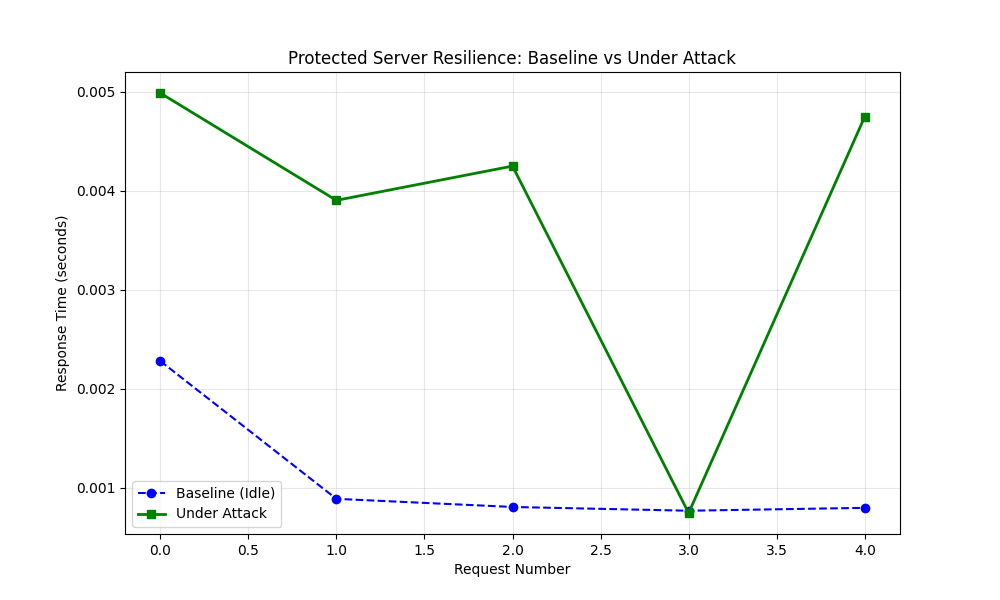 Protected Server Resilience: Baseline vs Under Attack
0.005
0.004
0.003
0.002
0.001
Response Time (seconds)
Baseline (Idle)
Under Attack
0.0 0.5 1.0 1.5 2.0 2.5 3.0 3.5 4.0
Request Number